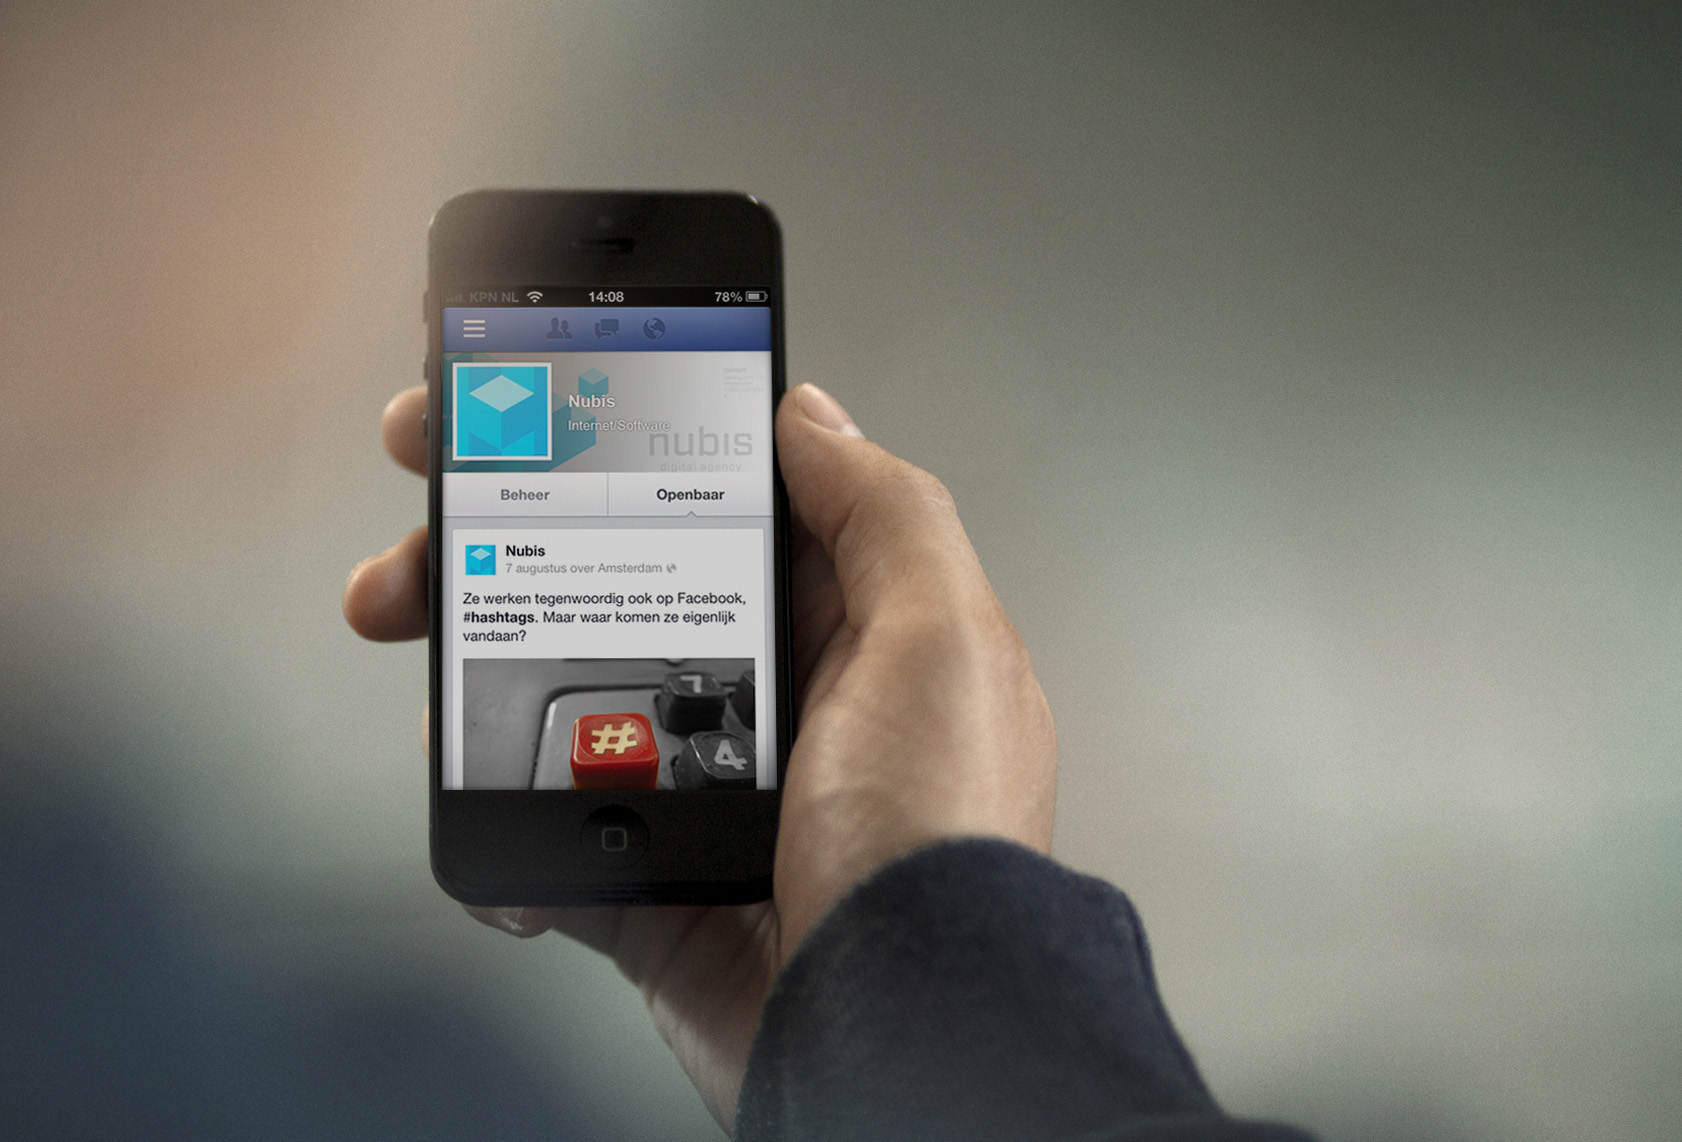 KPN NL 14:08 78%
Nubis
Internet/Software
nubis
digital agency
Beheer Openbaar
Nubis
7 augustus over Amsterdam
Ze werken tegenwoordig ook op Facebook,
#hashtags. Maar waar komen ze eigenlijk
vandaan?
7
#
4